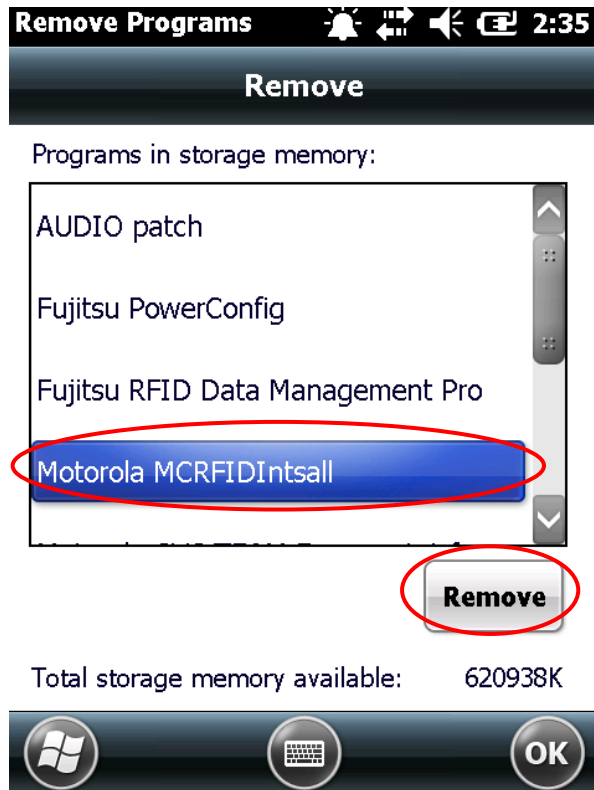 Remove Programs 2:35
Remove
Programs in storage memory:
AUDIO patch
Fujitsu PowerConfig
Fujitsu RFID Data Management Pro
Motorola MCRFIDIntsall
Remove
Total storage memory available: 620938K
OK